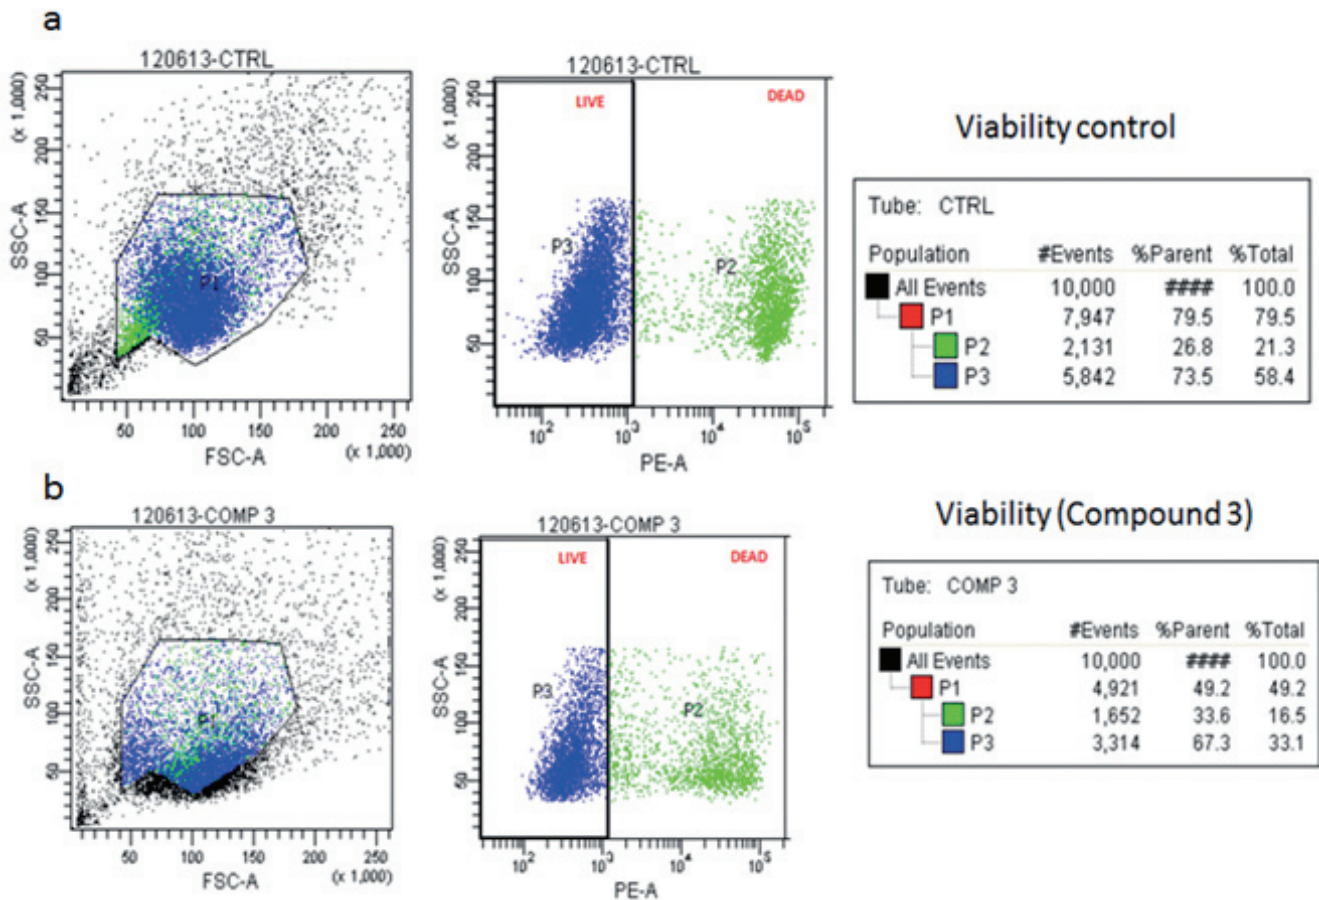 a
120613-CTRL
(x 1,000)
250
200
150
100
50
SSC-A
P1
50 100 150 200 250
FSC-A (x 1,000)
120613-CTRL
(x 1,000)
250
200
150
100
50
SSC-A
LIVE DEAD
P3 P2
10² 10³ 10⁴ 10⁵
PE-A
Viability control
Tube: CTRL
Population #Events %Parent %Total
All Events 10,000 #### 100.0
P1 7,947 79.5 79.5
P2 2,131 26.8 21.3
P3 5,842 73.5 58.4
b
120613-COMP 3
(x 1,000)
250
200
150
100
50
SSC-A
P1
50 100 150 200 250
FSC-A (x 1,000)
120613-COMP 3
(x 1,000)
250
200
150
100
50
SSC-A
LIVE DEAD
P3 P2
10² 10³ 10⁴ 10⁵
PE-A
Viability (Compound 3)
Tube: COMP 3
Population #Events %Parent %Total
All Events 10,000 #### 100.0
P1 4,921 49.2 49.2
P2 1,652 33.6 16.5
P3 3,314 67.3 33.1